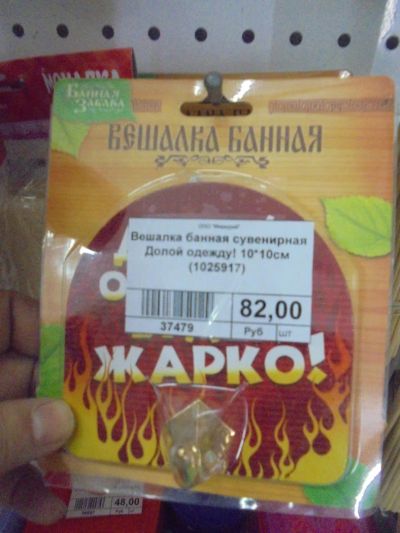 МОЧАЛКА
БАННАЯ
ЗАБАВА
ВЕШАЛКА БАННАЯ
Вешалка банная сувенирная
Долой одежду! 10*10см
(1025917)
37479
82,00
Руб
шт
ЖАРКО!
48,00